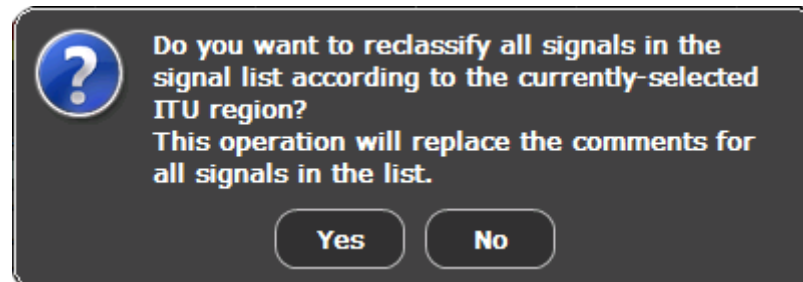 Do you want to reclassify all signals in the
signal list according to the currently-selected
ITU region?
This operation will replace the comments for
all signals in the list.
Yes
No